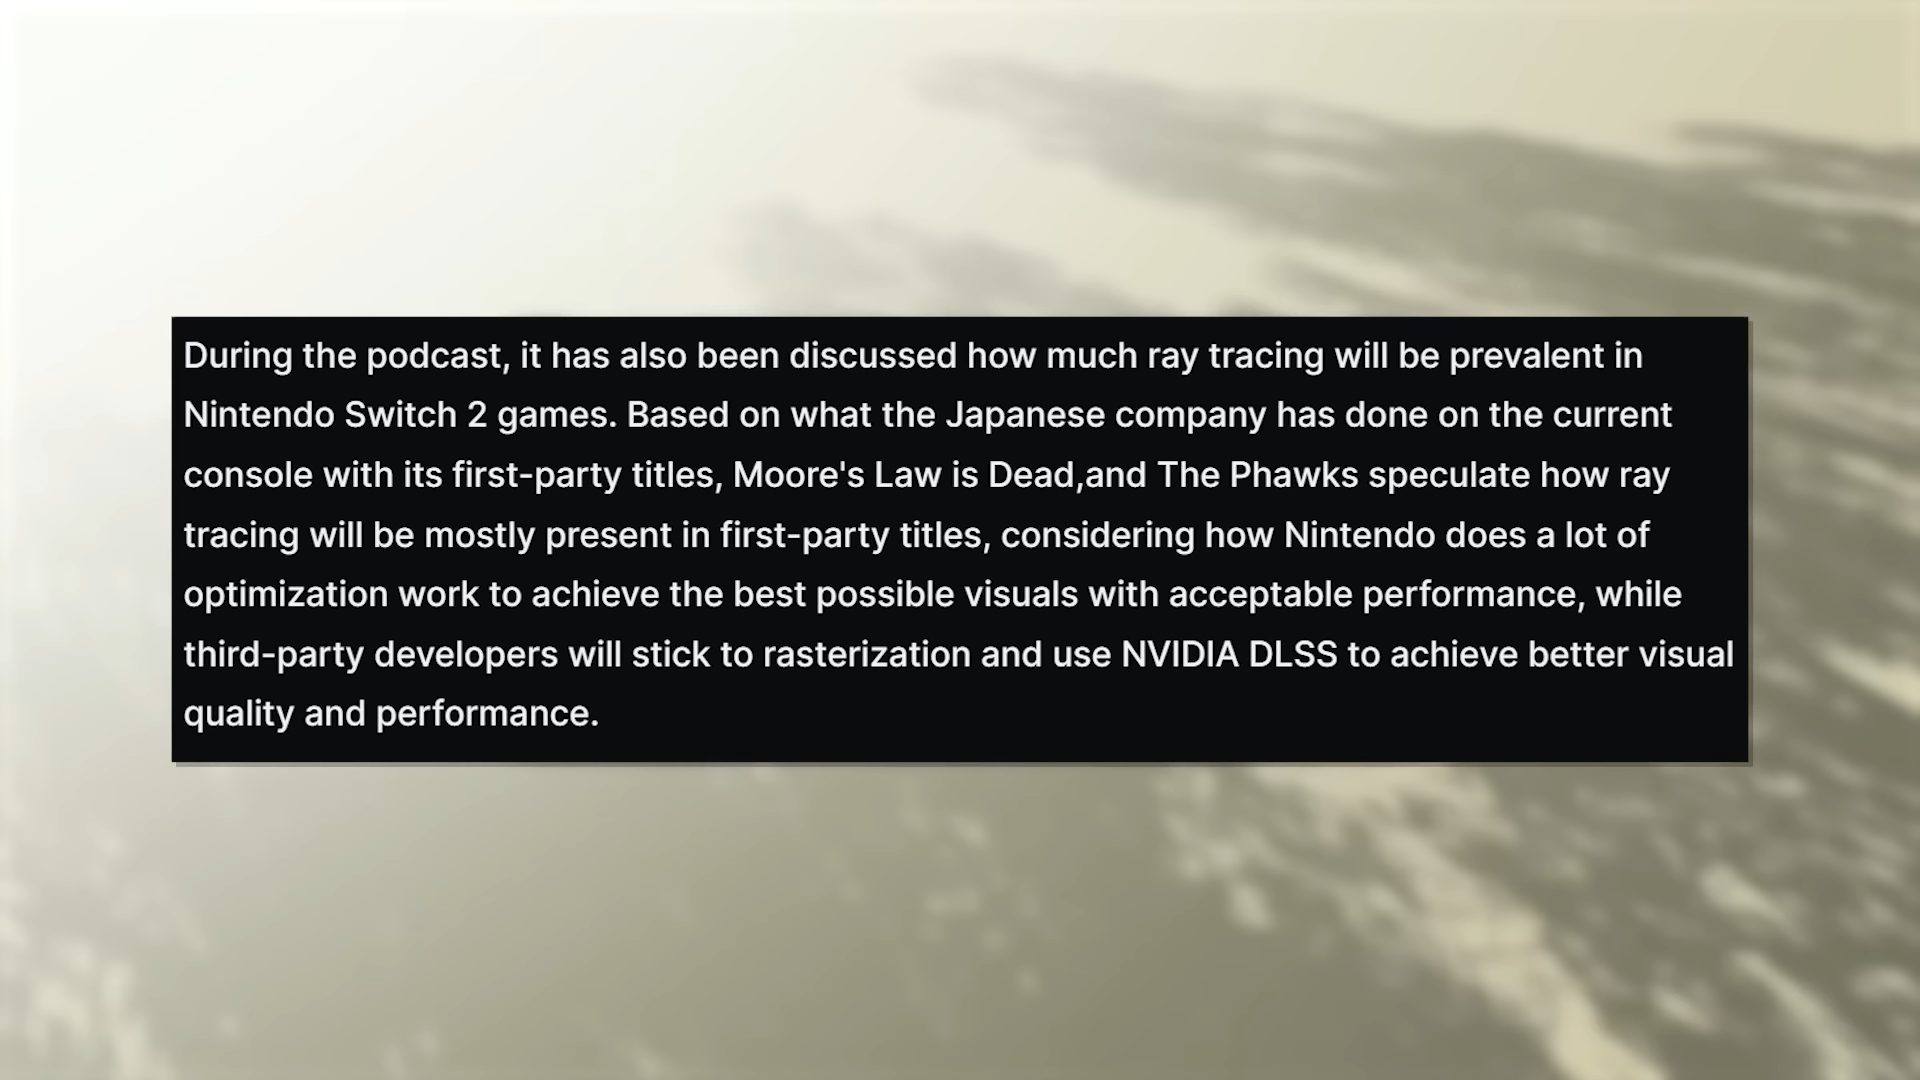 During the podcast, it has also been discussed how much ray tracing will be prevalent in
Nintendo Switch 2 games. Based on what the Japanese company has done on the current
console with its first-party titles, Moore's Law is Dead,and The Phawks speculate how ray
tracing will be mostly present in first-party titles, considering how Nintendo does a lot of
optimization work to achieve the best possible visuals with acceptable performance, while
third-party developers will stick to rasterization and use NVIDIA DLSS to achieve better visual
quality and performance.